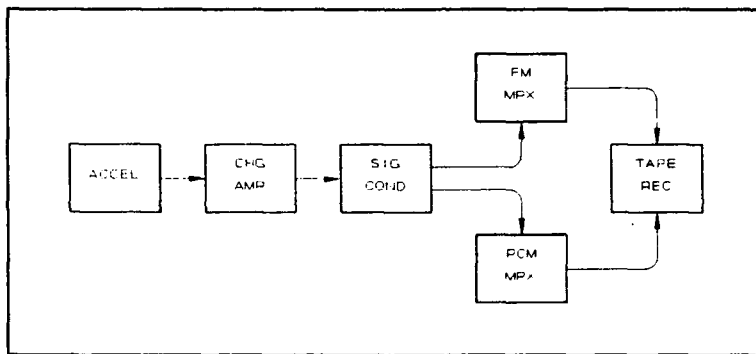 FM
MPX
ACCEL
CHG
AMP
SIG
COND
TAPE
REC
PCM
MPX